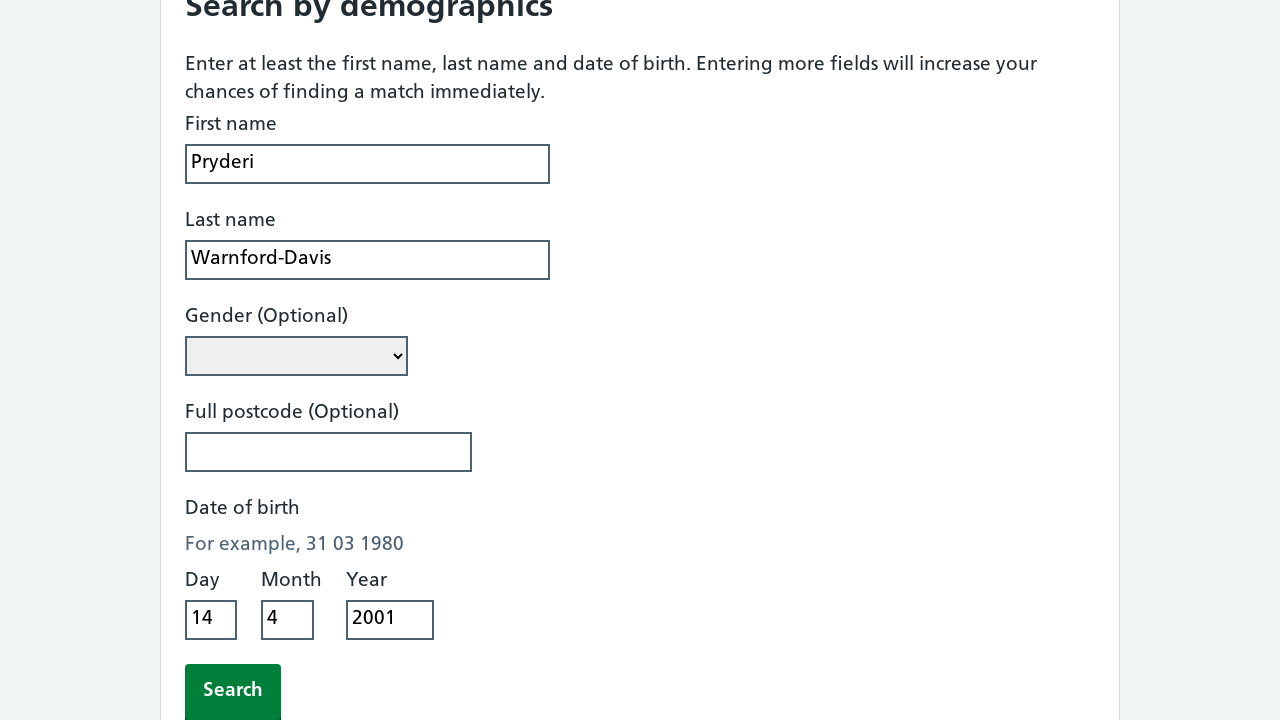 Search by demographics
Enter at least the first name, last name and date of birth. Entering more fields will increase your
chances of finding a match immediately.
First name
Pryderi
Last name
Warnford-Davis
Gender (Optional)
Full postcode (Optional)
Date of birth
For example, 31 03 1980
Day Month Year
14 4 2001
Search